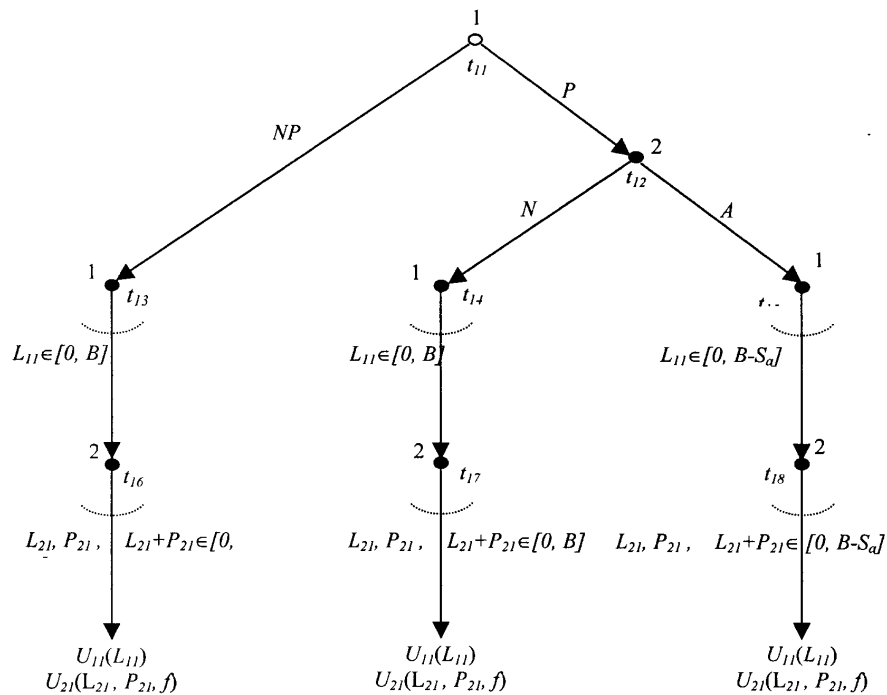 1
t11
P
NP
2
t12
N
A
1
t13
1
t14
1
L11∈[0, B]
L11∈[0, B]
L11∈[0, B-Sa]
2
t16
2
t17
2
t18
L21, P21 , L21+P21∈[0,
L21, P21 , L21+P21∈[0, B]
L21, P21 , L21+P21∈[0, B-Sa]
U11(L11)
U21(L21 , P21, f)
U11(L11)
U21(L21 , P21, f)
U11(L11)
U21(L21 , P21, f)